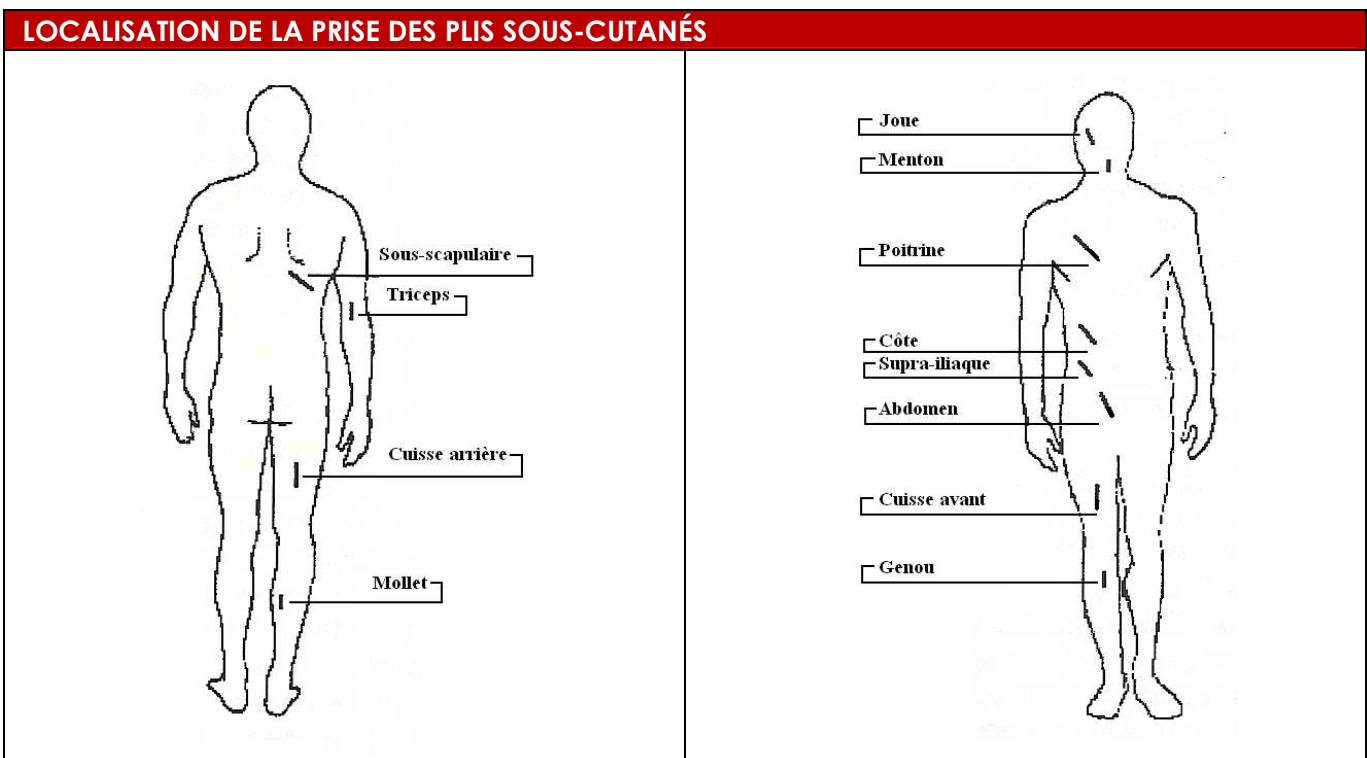 LOCALISATION DE LA PRISE DES PLIS SOUS-CUTANÉS
Sous-scapulaire
Triceps
Cuisse arrière
Mollet
Joue
Menton
Poitrine
Côte
Supra-iliaque
Abdomen
Cuisse avant
Genou